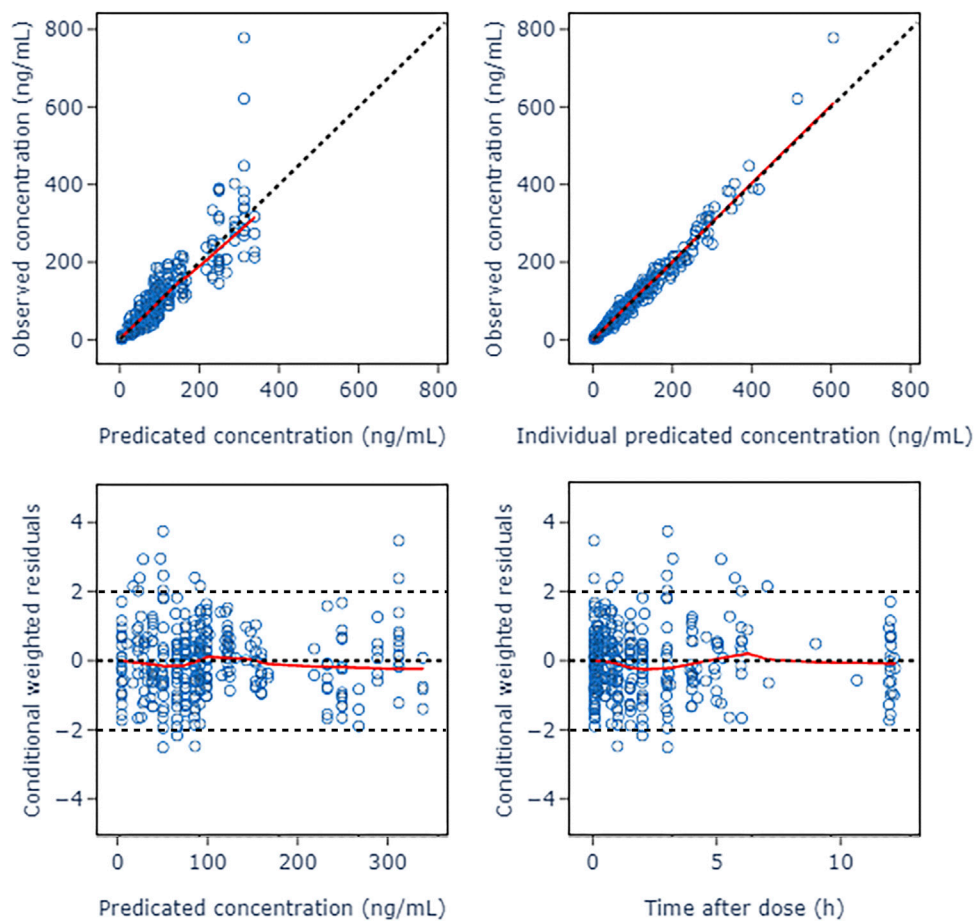 800
600
400
200
0
Observed concentration (ng/mL)
0 200 400 600 800
Predicated concentration (ng/mL)
800
600
400
200
0
Observed concentration (ng/mL)
0 200 400 600 800
Individual predicated concentration (ng/mL)
4
2
0
−2
−4
Conditional weighted residuals
0 100 200 300
Predicated concentration (ng/mL)
4
2
0
−2
−4
Conditional weighted residuals
0 5 10
Time after dose (h)